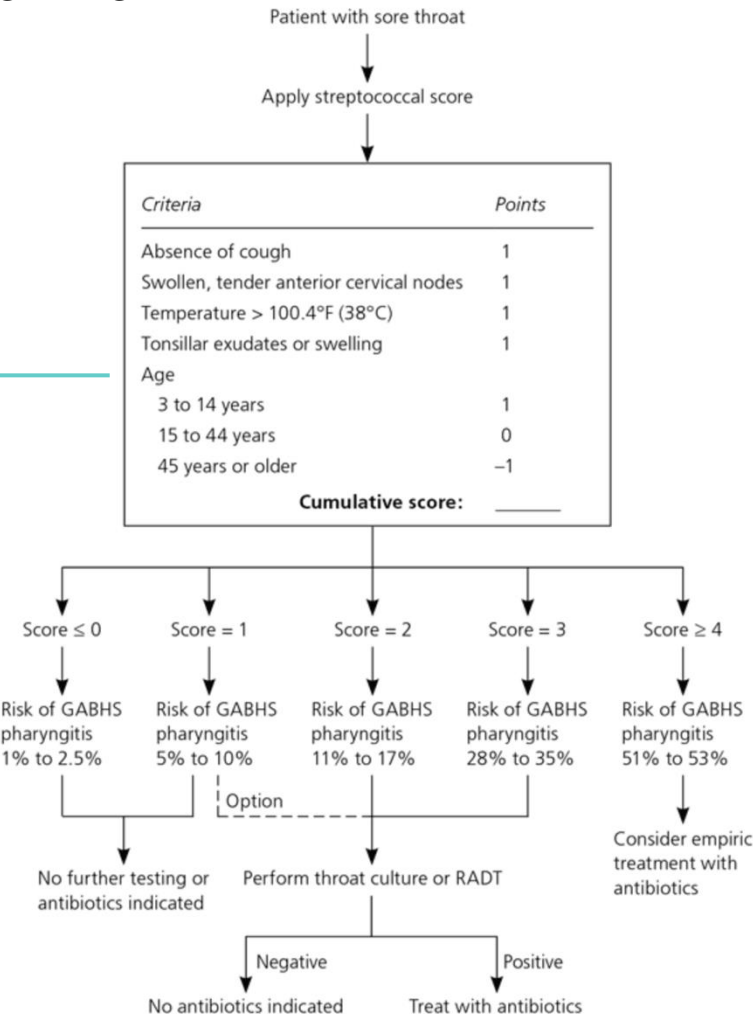 Patient with sore throat
Apply streptococcal score
Criteria Points
Absence of cough 1
Swollen, tender anterior cervical nodes 1
Temperature > 100.4°F (38°C) 1
Tonsillar exudates or swelling 1
Age
3 to 14 years 1
15 to 44 years 0
45 years or older –1
Cumulative score: ______
Score ≤ 0
Score = 1
Score = 2
Score = 3
Score ≥ 4
Risk of GABHS
pharyngitis
1% to 2.5%
Risk of GABHS
pharyngitis
5% to 10%
Risk of GABHS
pharyngitis
11% to 17%
Risk of GABHS
pharyngitis
28% to 35%
Risk of GABHS
pharyngitis
51% to 53%
Option
No further testing or
antibiotics indicated
Perform throat culture or RADT
Consider empiric
treatment with
antibiotics
Negative
Positive
No antibiotics indicated
Treat with antibiotics